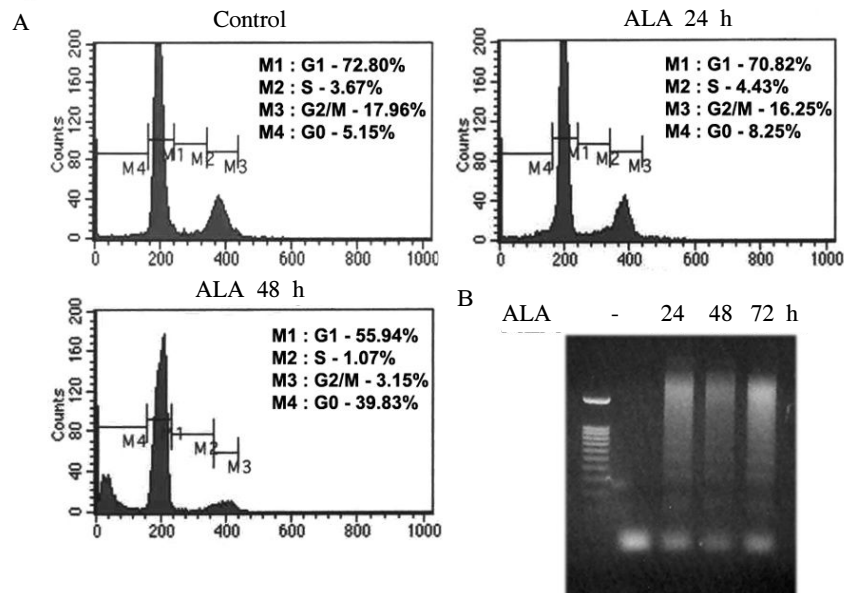 A
Control
200
160
120
80
40
0
Counts
M1 : G1 - 72.80%
M2 : S - 3.67%
M3 : G2/M - 17.96%
M4 : G0 - 5.15%
M4
M1
M2
M3
0 200 400 600 800 1000
ALA 24 h
200
160
120
80
40
0
Counts
M1 : G1 - 70.82%
M2 : S - 4.43%
M3 : G2/M - 16.25%
M4 : G0 - 8.25%
M4
M1
M2
M3
0 200 400 600 800 1000
ALA 48 h
200
160
120
80
40
0
Counts
M1 : G1 - 55.94%
M2 : S - 1.07%
M3 : G2/M - 3.15%
M4 : G0 - 39.83%
M4
1
M2
M3
0 200 400 600 800 1000
B
ALA - 24 48 72 h